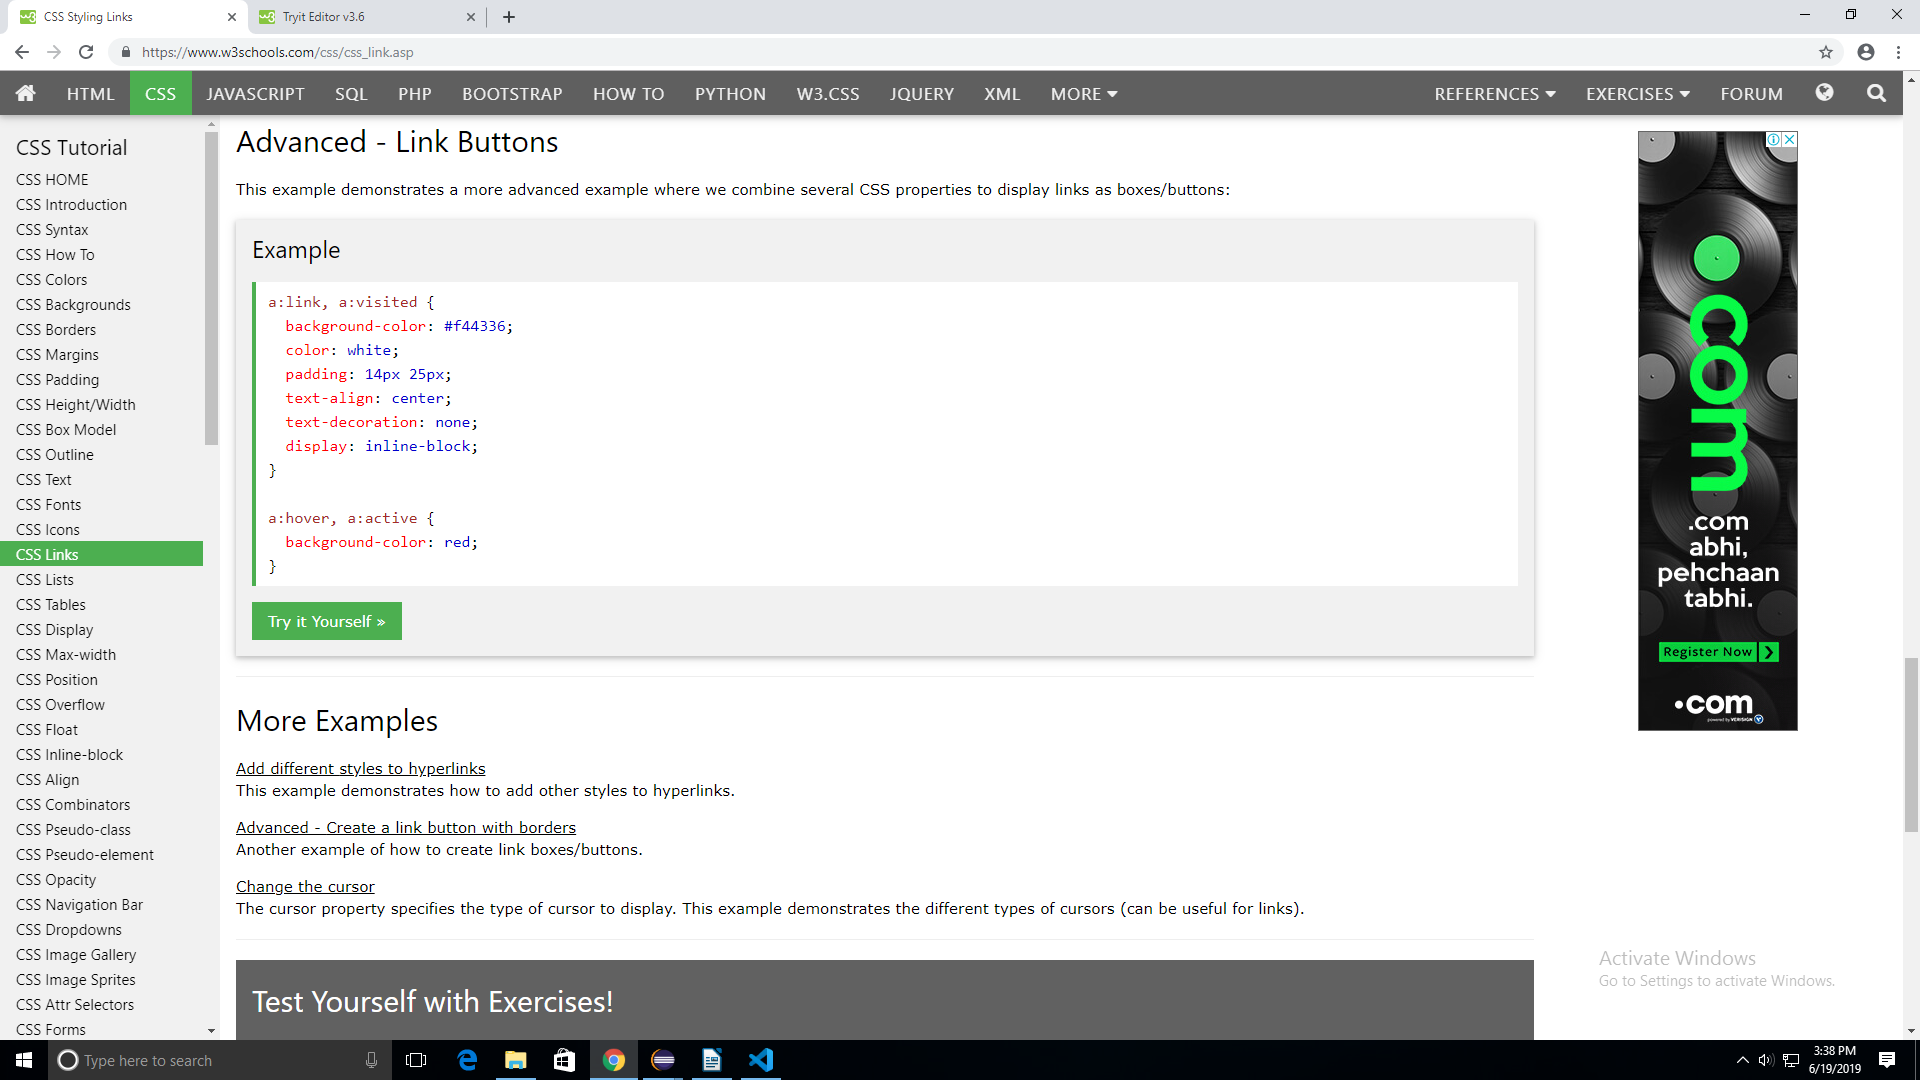 CSS Styling Links
Tryit Editor v3.6
https://www.w3schools.com/css/css_link.asp
HTML CSS JAVASCRIPT SQL PHP BOOTSTRAP HOW TO PYTHON W3.CSS JQUERY XML MORE REFERENCES EXERCISES FORUM
CSS Tutorial
CSS HOME
CSS Introduction
CSS Syntax
CSS How To
CSS Colors
CSS Backgrounds
CSS Borders
CSS Margins
CSS Padding
CSS Height/Width
CSS Box Model
CSS Outline
CSS Text
CSS Fonts
CSS Icons
CSS Links
CSS Lists
CSS Tables
CSS Display
CSS Max-width
CSS Position
CSS Overflow
CSS Float
CSS Inline-block
CSS Align
CSS Combinators
CSS Pseudo-class
CSS Pseudo-element
CSS Opacity
CSS Navigation Bar
CSS Dropdowns
CSS Image Gallery
CSS Image Sprites
CSS Attr Selectors
CSS Forms
Advanced - Link Buttons
This example demonstrates a more advanced example where we combine several CSS properties to display links as boxes/buttons:
Example
a:link, a:visited {
background-color: #f44336;
color: white;
padding: 14px 25px;
text-align: center;
text-decoration: none;
display: inline-block;
}
a:hover, a:active {
background-color: red;
}
Try it Yourself »
More Examples
Add different styles to hyperlinks
This example demonstrates how to add other styles to hyperlinks.
Advanced - Create a link button with borders
Another example of how to create link boxes/buttons.
Change the cursor
The cursor property specifies the type of cursor to display. This example demonstrates the different types of cursors (can be useful for links).
Test Yourself with Exercises!
.com
.com
abhi,
pehchaan
tabhi.
Register Now
.com
powered by VERISIGN
Activate Windows
Go to Settings to activate Windows.
Type here to search
3:38 PM
6/19/2019